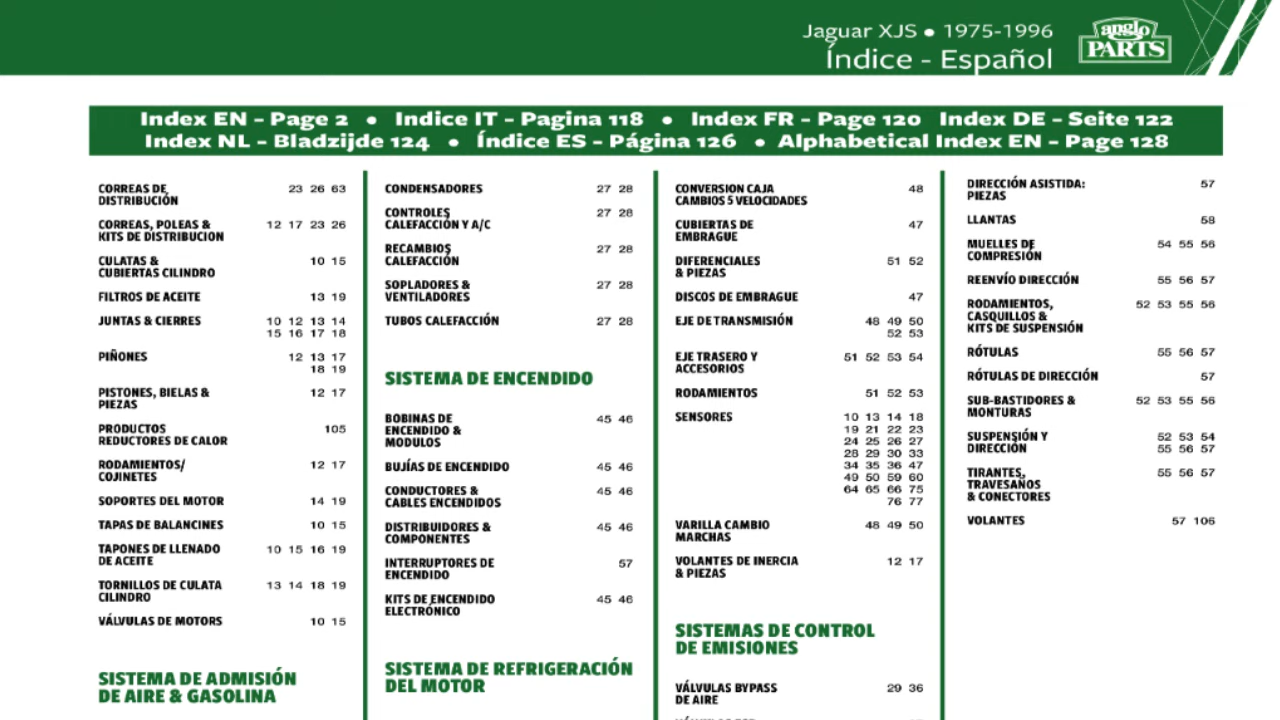 Jaguar XJS • 1975-1996
Índice - Español
anglo
PARTS
Index EN - Page 2 • Indice IT - Pagina 118 • Index FR - Page 120 Index DE - Seite 122
Index NL - Bladzijde 124 • Índice ES - Página 126 • Alphabetical Index EN - Page 128
CORREAS DE 23 26 63
DISTRIBUCIÓN
CORREAS, POLEAS & 12 17 23 26
KITS DE DISTRIBUCION
CULATAS & 10 15
CUBIERTAS CILINDRO
FILTROS DE ACEITE 13 19
JUNTAS & CIERRES 10 12 13 14
15 16 17 18
PIÑONES 12 13 17
18 19
PISTONES, BIELAS & 12 17
PIEZAS
PRODUCTOS 105
REDUCTORES DE CALOR
RODAMIENTOS/ 12 17
COJINETES
SOPORTES DEL MOTOR 14 19
TAPAS DE BALANCINES 10 15
TAPONES DE LLENADO 10 15 16 19
DE ACEITE
TORNILLOS DE CULATA 13 14 18 19
CILINDRO
VÁLVULAS DE MOTORS 10 15
SISTEMA DE ADMISIÓN
DE AIRE & GASOLINA
CONDENSADORES 27 28
CONTROLES 27 28
CALEFACCIÓN Y A/C
RECAMBIOS 27 28
CALEFACCIÓN
SOPLADORES & 27 28
VENTILADORES
TUBOS CALEFACCIÓN 27 28
SISTEMA DE ENCENDIDO
BOBINAS DE 45 46
ENCENDIDO &
MODULOS
BUJÍAS DE ENCENDIDO 45 46
CONDUCTORES & 45 46
CABLES ENCENDIDOS
DISTRIBUIDORES & 45 46
COMPONENTES
INTERRUPTORES DE 57
ENCENDIDO
KITS DE ENCENDIDO 45 46
ELECTRÓNICO
SISTEMA DE REFRIGERACIÓN
DEL MOTOR
CONVERSION CAJA 48
CAMBIOS 5 VELOCIDADES
CUBIERTAS DE 47
EMBRAGUE
DIFERENCIALES 51 52
& PIEZAS
DISCOS DE EMBRAGUE 47
EJE DE TRANSMISIÓN 48 49 50
52 53
EJE TRASERO Y 51 52 53 54
ACCESORIOS
RODAMIENTOS 51 52 53
SENSORES 10 13 14 18
19 21 22 23
24 25 26 27
28 29 30 33
34 35 36 47
49 50 59 60
64 65 66 75
76 77
VARILLA CAMBIO 48 49 50
MARCHAS
VOLANTES DE INERCIA 12 17
& PIEZAS
SISTEMAS DE CONTROL
DE EMISIONES
VÁLVULAS BYPASS 29 36
DE AIRE
DIRECCIÓN ASISTIDA: 57
PIEZAS
LLANTAS 58
MUELLES DE 54 55 56
COMPRESIÓN
REENVÍO DIRECCIÓN 55 56 57
RODAMIENTOS, 52 53 55 56
CASQUILLOS &
KITS DE SUSPENSIÓN
RÓTULAS 55 56 57
RÓTULAS DE DIRECCIÓN 57
SUB-BASTIDORES & 52 53 55 56
MONTURAS
SUSPENSIÓN Y 52 53 54
DIRECCIÓN 55 56 57
TIRANTES, 55 56 57
TRAVESAÑOS
& CONECTORES
VOLANTES 57 106